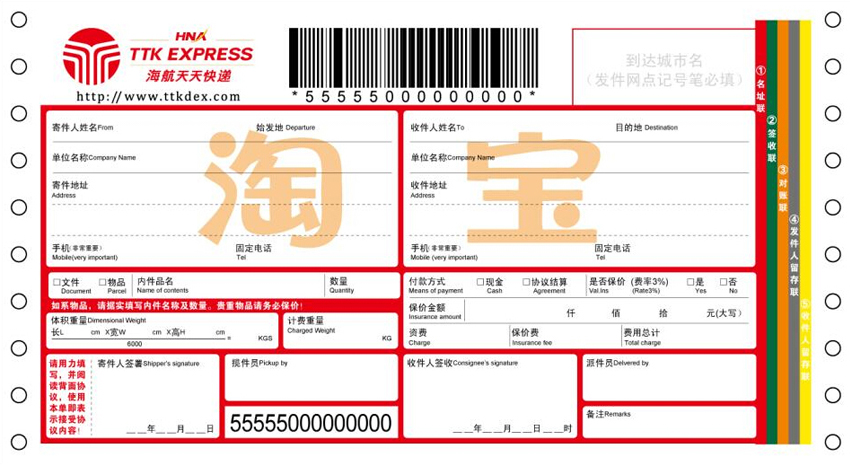 HNA
TTK EXPRESS
海航天天快递
http://www.ttkdex.com
*55555000000000*
到达城市名
（发件网点记号笔必填）
①名址联
②签收联
③对账联
④发件人留存联
⑤收件人留存联
淘宝
寄件人姓名From 始发地 Departure
单位名称Company Name
寄件地址
Address
手机(非常重要) 固定电话
Mobile(very important) Tel
收件人姓名To 目的地 Destination
单位名称Company Name
收件地址
Address
手机(非常重要) 固定电话
Mobile(very important) Tel
□文件 □物品 内件品名 数量
Document Parcel Name of contents Quantity
如系物品，请据实填写内件名称及数量。贵重物品请务必保价!
体积重量Dimensional Weight
长L cm X宽W cm X高H cm = KGS
6000
计费重量
Charged Weight
KG
付款方式 □现金 □协议结算 是否保价 (费率3%) □是 □否
Means of payment Cash Agreement Val.Ins (Rate3%) Yes No
保价金额 仟 佰 拾 元(大写)
Insurance amount
资费 保价费 费用总计
Charge Insurance fee Total charge
请用力填
写，并阅
读背面协
议，使用
本单即表
示接受协
议内容!
寄件人签署Shipper's signature
__年__月__日
揽件员Pickup by
55555000000000
收件人签收Consignee's signature
__年__月__日__时
派件员Delivered by
备注Remarks